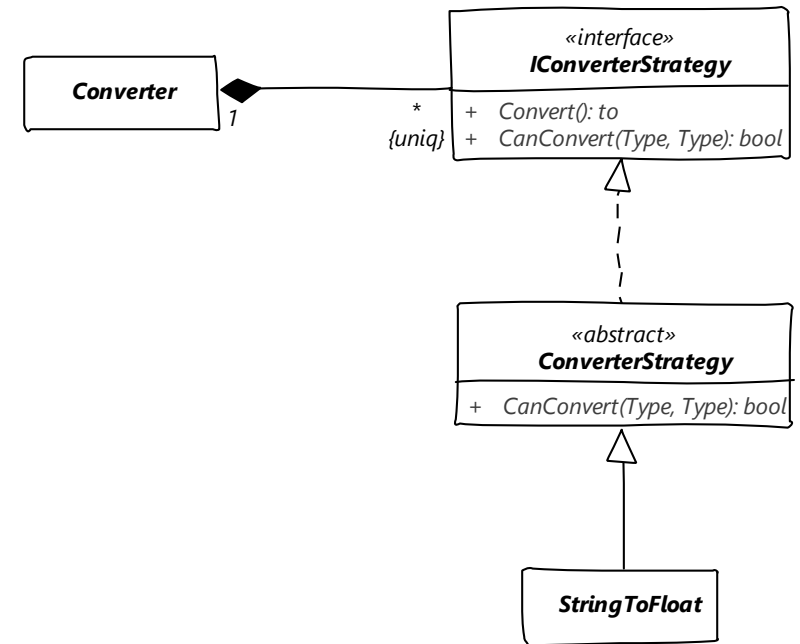 «interface»
IConverterStrategy
Converter
1
*
{uniq}
+ Convert(): to
+ CanConvert(Type, Type): bool
«abstract»
ConverterStrategy
+ CanConvert(Type, Type): bool
StringToFloat